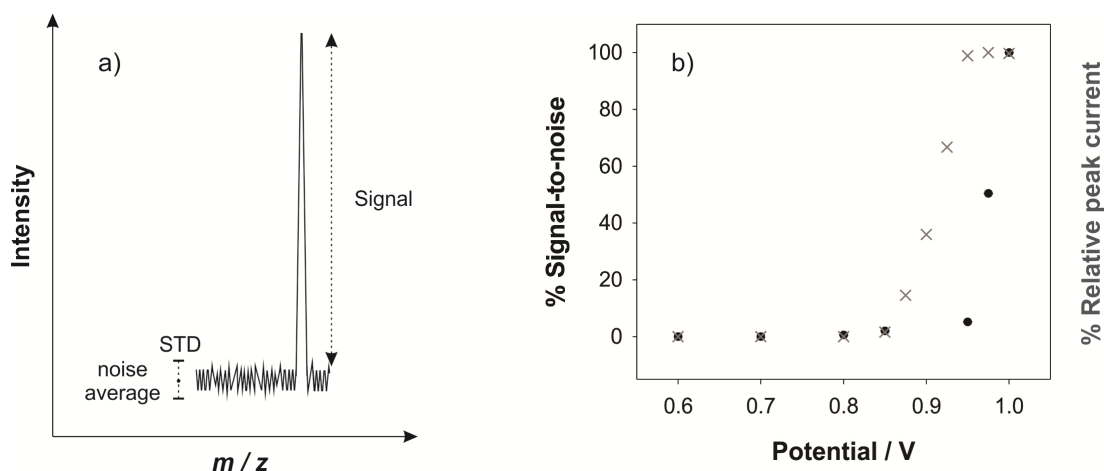 a)
Intensity
Signal
STD
noise
average
m / z
b)
% Signal-to-noise
100
80
60
40
20
0
0.6 0.7 0.8 0.9 1.0
Potential / V
% Relative peak current